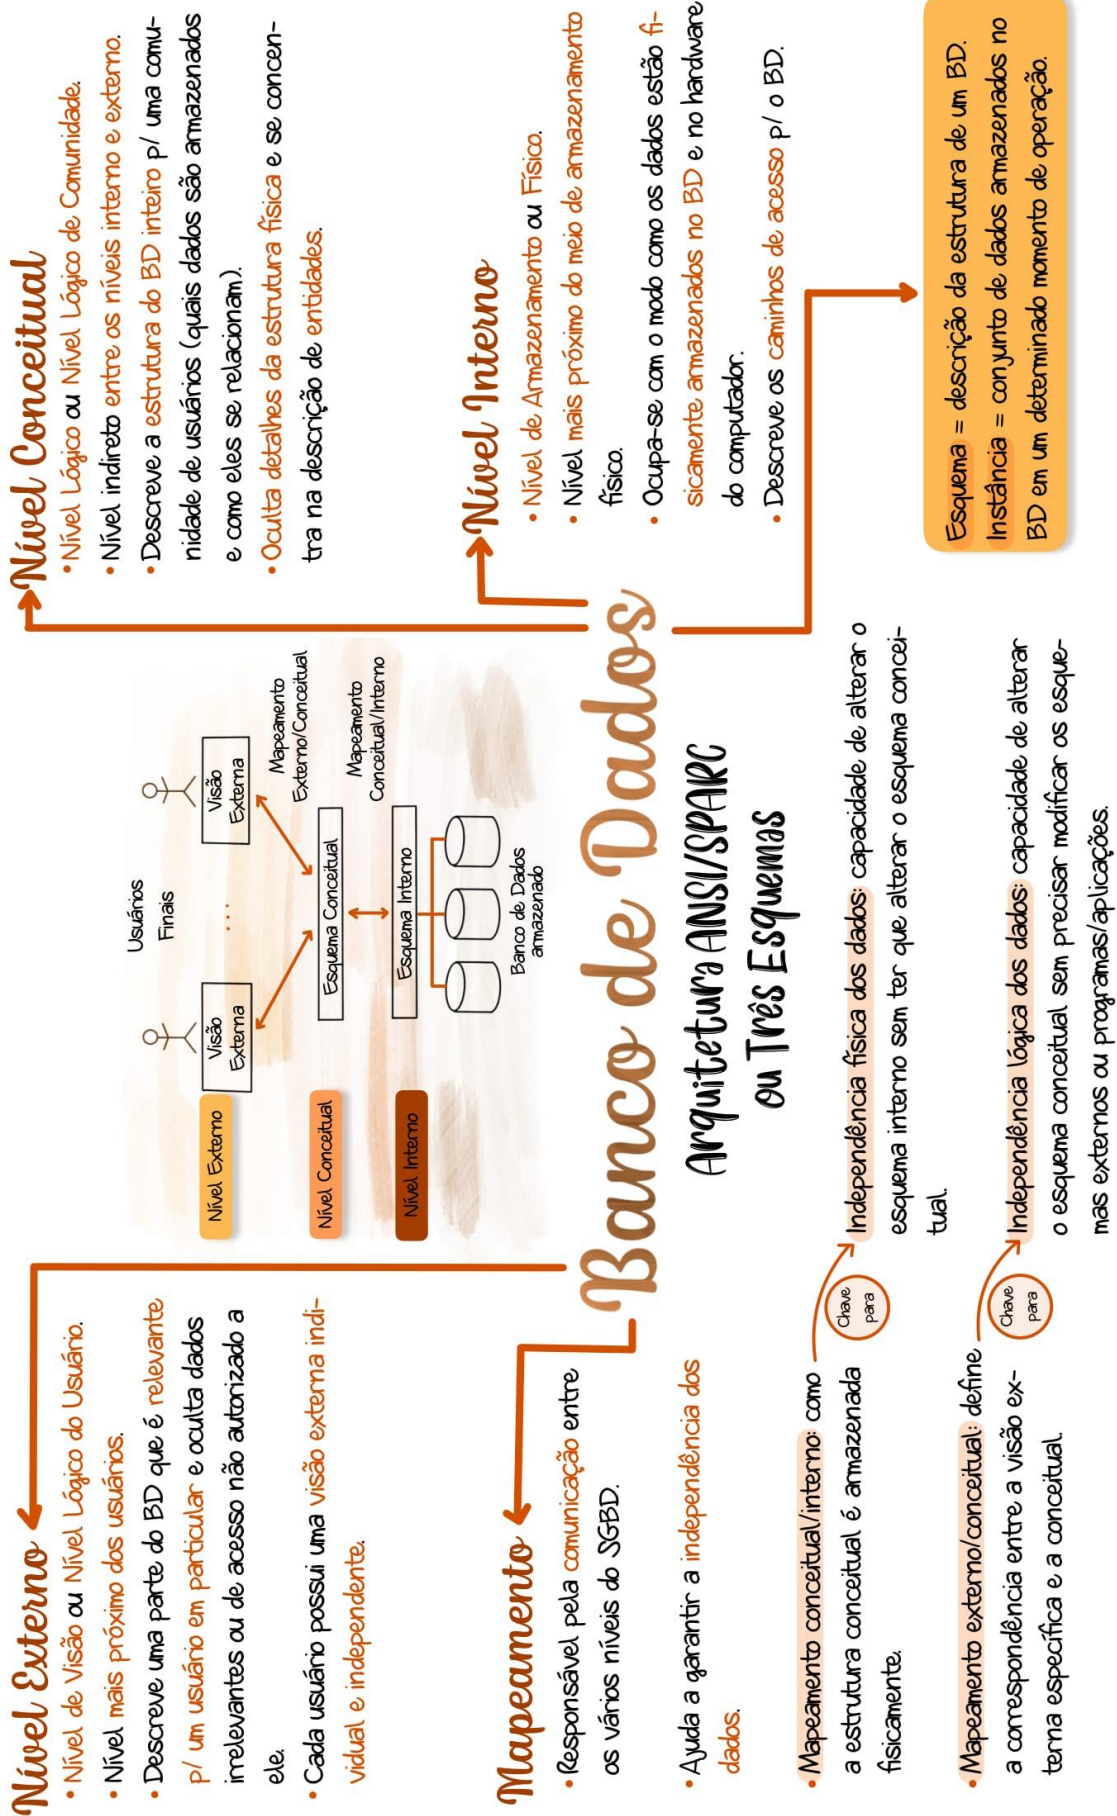 Nível Externo
• Nível de Visão ou Nível Lógico do Usuário.
• Nível mais próximo dos usuários.
• Descreve uma parte do BD que é relevante
p/ um usuário em particular e oculta dados
irrelevantes ou de acesso não autorizado a
ele.
• Cada usuário possui uma visão externa indi-
vidual e independente.
Usuários
Finais
Visão
Externa
...
Visão
Externa
Nível Externo
Mapeamento
Externo/Conceitual
Nível Conceitual
Esquema Conceitual
Mapeamento
Conceitual/Interno
Nível Interno
Esquema Interno
Banco de Dados
armazenado
Nível Conceitual
• Nível Lógico ou Nível Lógico de Comunidade.
• Nível indireto entre os níveis interno e externo.
• Descreve a estrutura do BD inteiro p/ uma comu-
nidade de usuários (quais dados são armazenados
e como eles se relacionam).
• Oculta detalhes da estrutura física e se concen-
tra na descrição de entidades.
Banco de Dados
Arquitetura ANSI/SPARC
ou Três Esquemas
Nível Interno
• Nível de Armazenamento ou Físico.
• Nível mais próximo do meio de armazenamento
físico.
• Ocupa-se com o modo como os dados estão fi-
sicamente armazenados no BD e no hardware
do computador.
• Descreve os caminhos de acesso p/ o BD.
Mapeamento
• Responsável pela comunicação entre
os vários níveis do SGBD.
• Ajuda a garantir a independência dos
dados.
• Mapeamento conceitual/interno: como
a estrutura conceitual é armazenada
fisicamente.
Chave
para
Independência física dos dados: capacidade de alterar o
esquema interno sem ter que alterar o esquema concei-
tual.
• Mapeamento externo/conceitual: define
a correspondência entre a visão ex-
terna específica e a conceitual.
Chave
para
Independência lógica dos dados: capacidade de alterar
o esquema conceitual sem precisar modificar os esque-
mas externos ou programas/aplicações.
Esquema = descrição da estrutura de um BD.
Instância = conjunto de dados armazenados no
BD em um determinado momento de operação.